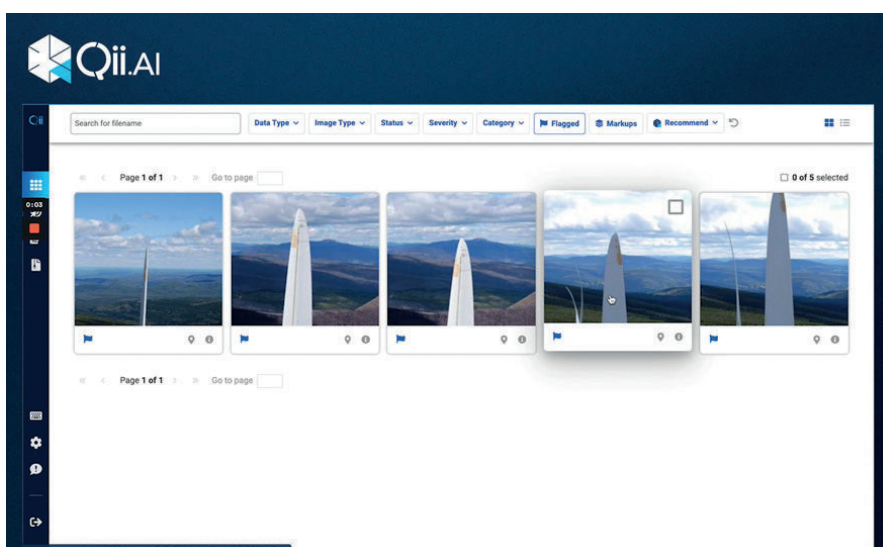 Qii.AI
Qii
Search for filename
Data Type
Image Type
Status
Severity
Category
Flagged
Markups
Recommend
Page 1 of 1
Go to page
0 of 5 selected
0:03
Page 1 of 1
Go to page